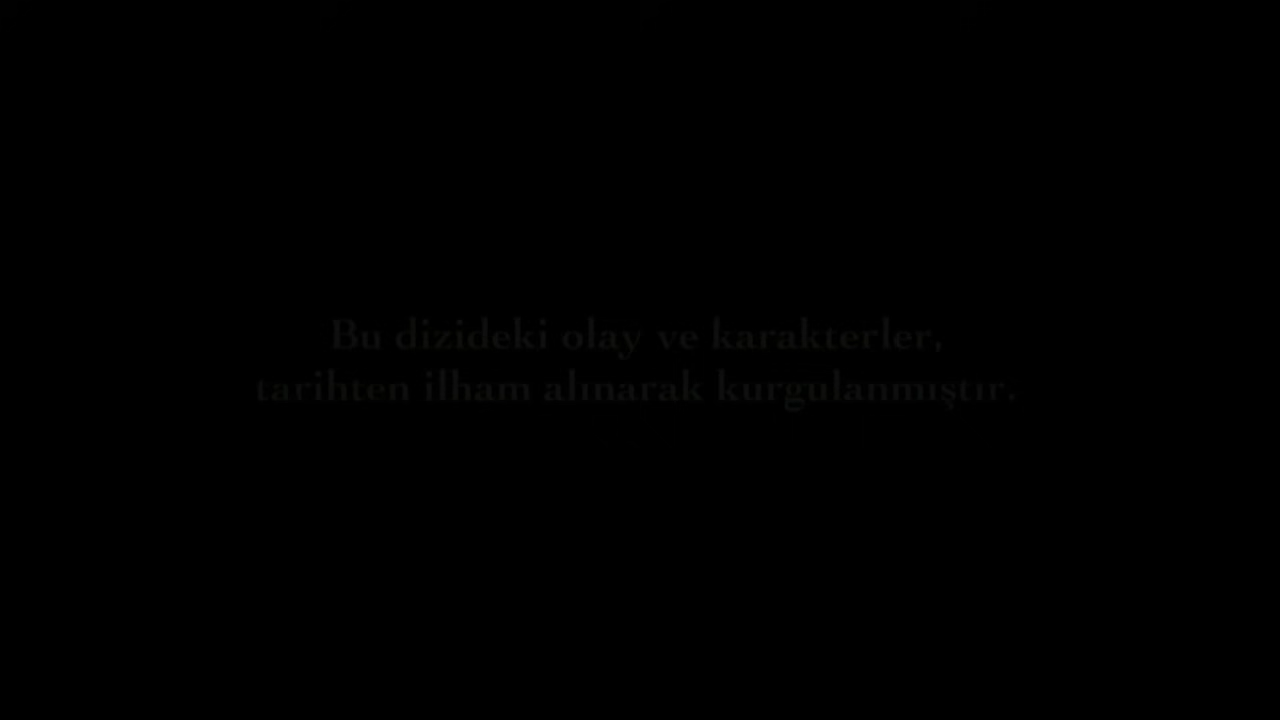 Bu dizideki olay ve karakterler,
tarihten ilham alınarak kurgulanmıştır.